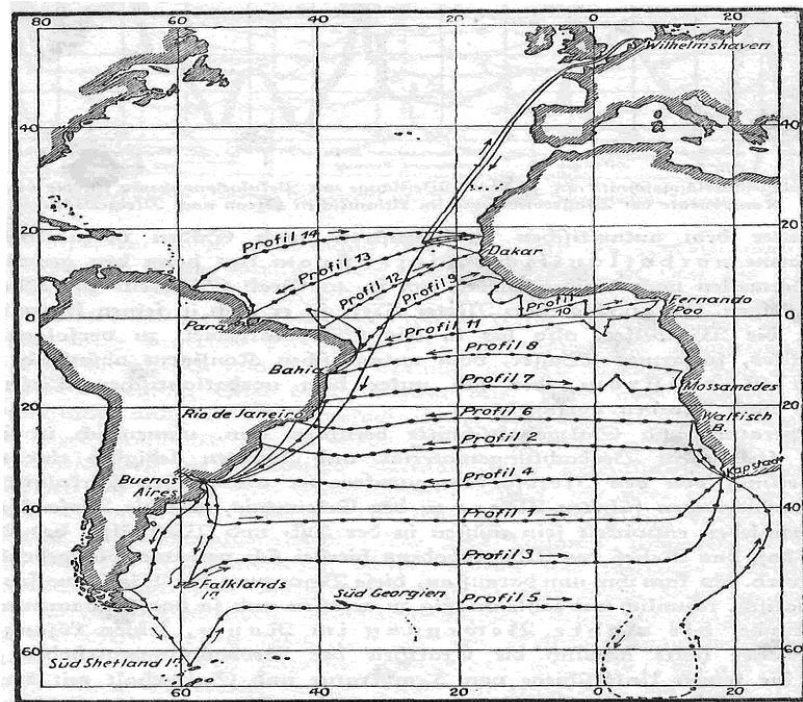 80
60
40
20
0
20
Wilhelmshaven
40
40
20
20
Profil 14
Profil 13
Profil 12
Profil 9
Dakar
Profil 10
Fernando Poo
0
0
Pará
Profil 11
Bahia
Profil 8
Profil 7
Mossamedes
20
20
Rio de Janeiro
Profil 6
Walfisch B.
Profil 2
Kapstadt
Buenos Aires
Profil 4
40
40
Profil 1
Profil 3
Falklands Iⁿ
Süd Georgien
Profil 5
Süd Shetland Iⁿ
60
60
60
40
20
0
20